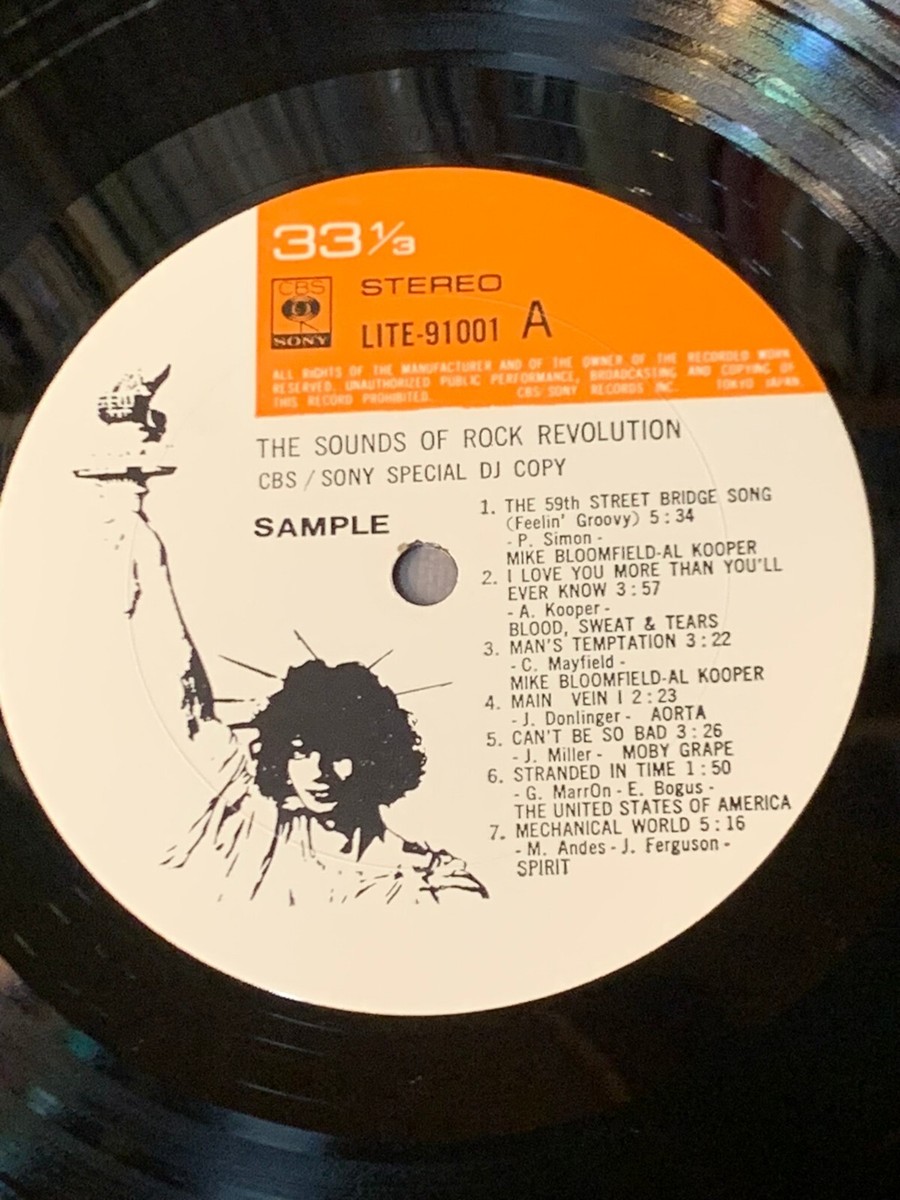 33 1/3
CBS
SONY
STEREO
LITE-91001 A
ALL RIGHTS OF THE MANUFACTURER AND OF THE OWNER OF THE RECORDED WORK
RESERVED. UNAUTHORIZED PUBLIC PERFORMANCE, BROADCASTING AND COPYING OF
THIS RECORD PROHIBITED. CBS/SONY RECORDS INC. TOKYO JAPAN.
THE SOUNDS OF ROCK REVOLUTION
CBS/SONY SPECIAL DJ COPY
SAMPLE
1. THE 59th STREET BRIDGE SONG
(Feelin' Groovy) 5:34
- P. Simon -
MIKE BLOOMFIELD-AL KOOPER
2. I LOVE YOU MORE THAN YOU'LL
EVER KNOW 3:57
- A. Kooper -
BLOOD, SWEAT & TEARS
3. MAN'S TEMPTATION 3:22
- C. Mayfield -
MIKE BLOOMFIELD-AL KOOPER
4. MAIN VEIN I 2:23
- J. Donlinger - AORTA
5. CAN'T BE SO BAD 3:26
- J. Miller - MOBY GRAPE
6. STRANDED IN TIME 1:50
- G. MarrOn - E. Bogus -
THE UNITED STATES OF AMERICA
7. MECHANICAL WORLD 5:16
- M. Andes - J. Ferguson -
SPIRIT